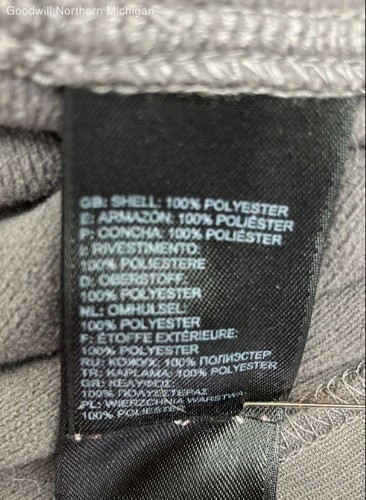 Goodwill Northern Michigan
GB: SHELL: 100% POLYESTER
E: ARMAZÓN: 100% POLIÉSTER
P: CONCHA: 100% POLIÉSTER
I: RIVESTIMENTO:
100% POLIESTERE
D: OBERSTOFF:
100% POLYESTER
NL: OMHULSEL:
100% POLYESTER
F: ÉTOFFE EXTÉRIEURE:
100% POLYESTER
RU: КОЖУХ: 100% ПОЛИЭСТЕР
TR: KAPLAMA: 100% POLYESTER
GR: ΚΕΛΥΦΟΣ:
100% ΠΟΛΥΕΣΤΕΡΑΣ
PL: WIERZCHNIA WARSTWA
100% POLIESTER